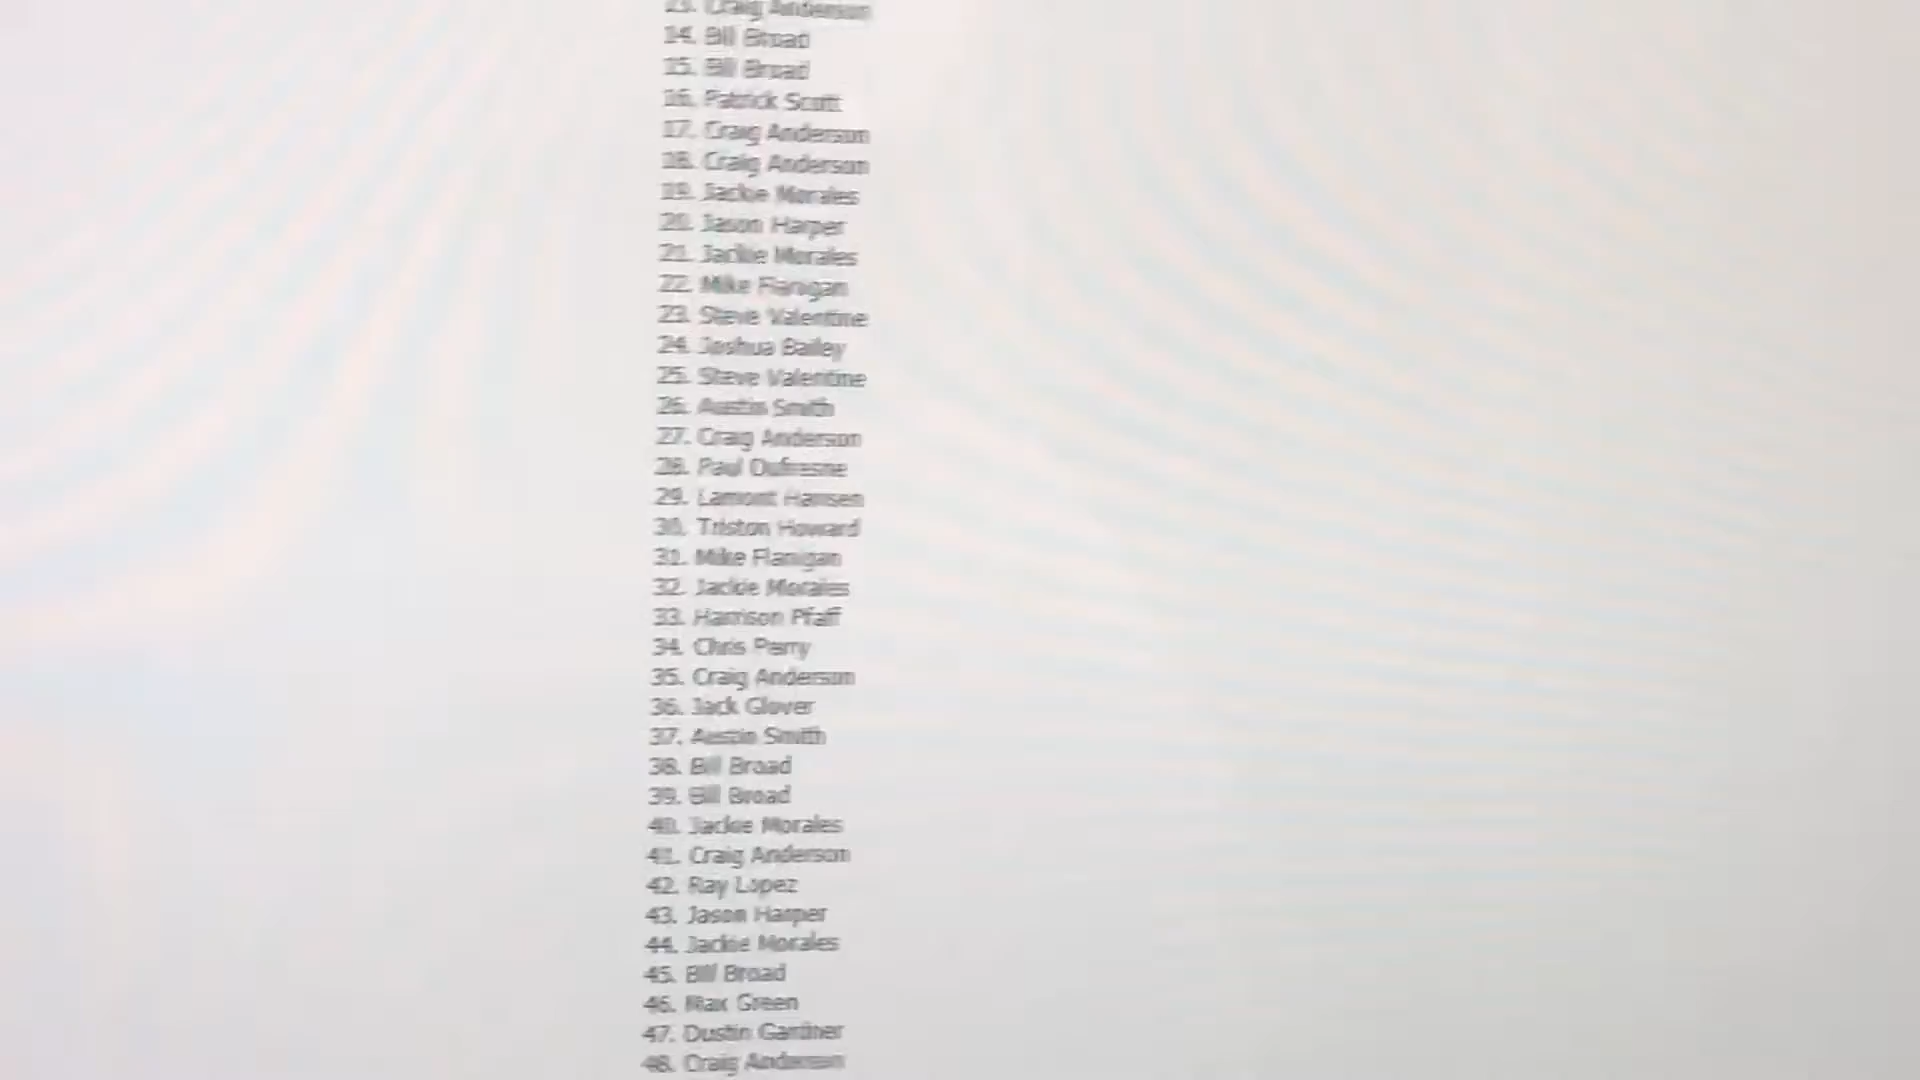 13. Craig Anderson
14. Bill Broad
15. Bill Broad
16. Patrick Scott
17. Craig Anderson
18. Craig Anderson
19. Jackie Morales
20. Jason Harper
21. Jackie Morales
22. Mike Flanigan
23. Steve Valentine
24. Joshua Bailey
25. Steve Valentine
26. Austin Smith
27. Craig Anderson
28. Paul Dufresne
29. Lamont Hansen
30. Triston Howard
31. Mike Flanigan
32. Jackie Morales
33. Harrison Pfaff
34. Chris Perry
35. Craig Anderson
36. Jack Glover
37. Austin Smith
38. Bill Broad
39. Bill Broad
40. Jackie Morales
41. Craig Anderson
42. Ray Lopez
43. Jason Harper
44. Jackie Morales
45. Bill Broad
46. Max Green
47. Dustin Gardner
48. Craig Anderson